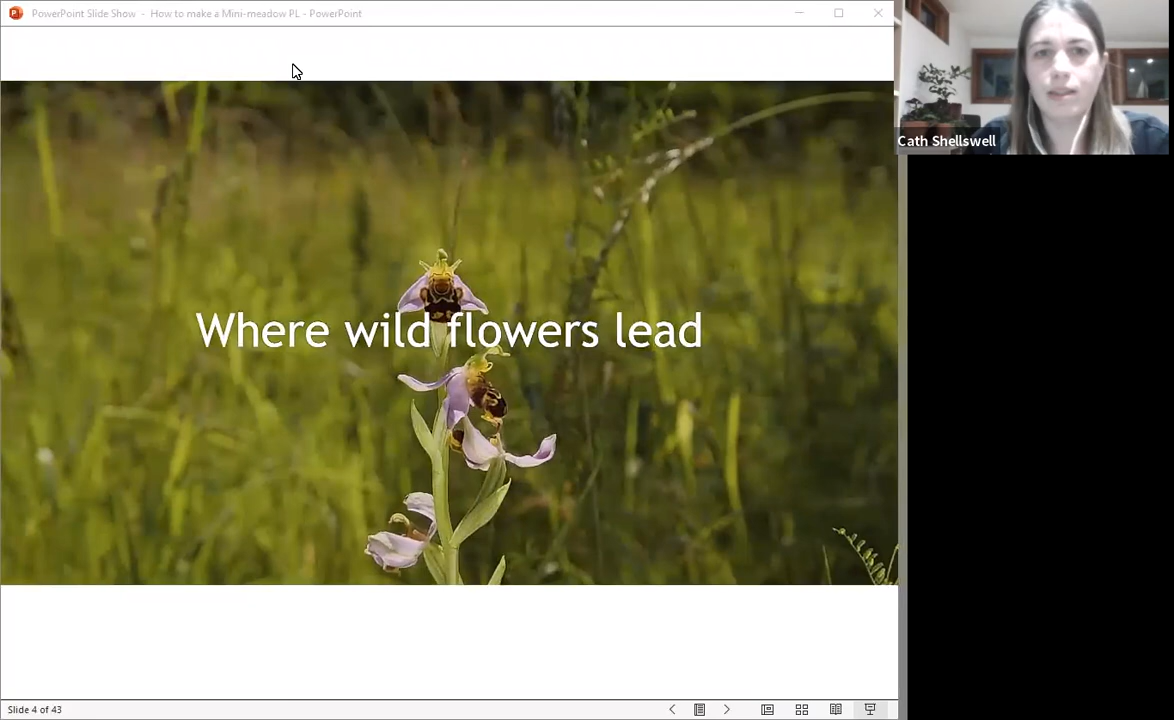 PowerPoint Slide Show - How to make a Mini-meadow PL - PowerPoint
Cath Shellswell
Where wild flowers lead
Slide 4 of 43